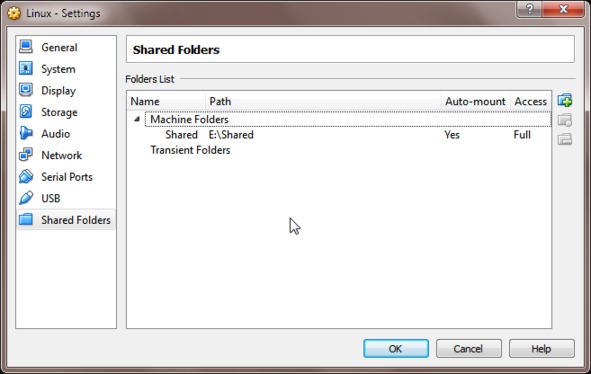 Linux - Settings
General
System
Display
Storage
Audio
Network
Serial Ports
USB
Shared Folders
Shared Folders
Folders List
Name Path Auto-mount Access
Machine Folders
Shared E:\Shared Yes Full
Transient Folders
OK Cancel Help